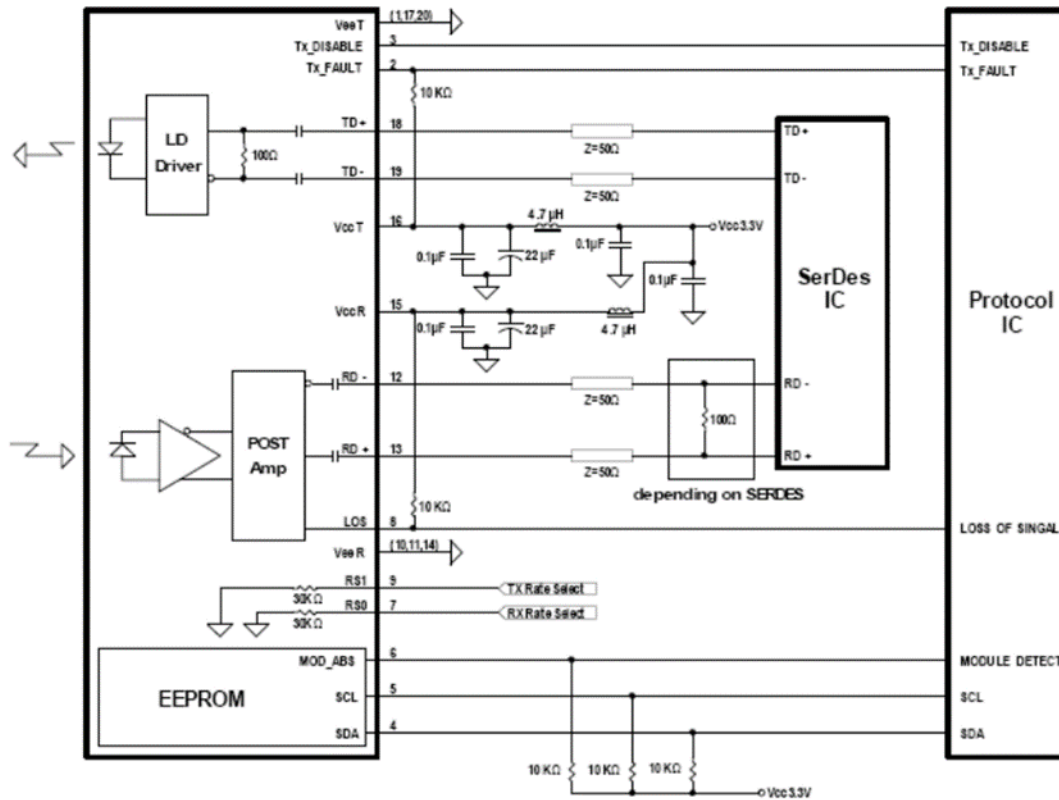 VeeT (1,17,20)
Tx_DISABLE 3 Tx_DISABLE
Tx_FAULT 2 Tx_FAULT
10 KΩ
LD Driver
100Ω
TD+ 18 Z=50Ω TD+
TD- 19 Z=50Ω TD-
VccT 16 4.7 µH Vcc3.3V
0.1µF 22 µF 0.1µF 0.1µF
SerDes IC
Protocol IC
VccR 15
0.1µF 22 µF 4.7 µH
RD - 12 Z=50Ω RD -
POST Amp
100Ω
RD + 13 Z=50Ω RD +
depending on SERDES
10 KΩ
LOS 8 LOSS OF SINGAL
VeeR (10,11,14)
RS1 9 TX Rate Select
30KΩ
RS0 7 RX Rate Select
30KΩ
EEPROM
MOD_ABS 6 MODULE DETECT
SCL 5 SCL
SDA 4 SDA
10 KΩ 10 KΩ 10 KΩ
Vcc3.3V